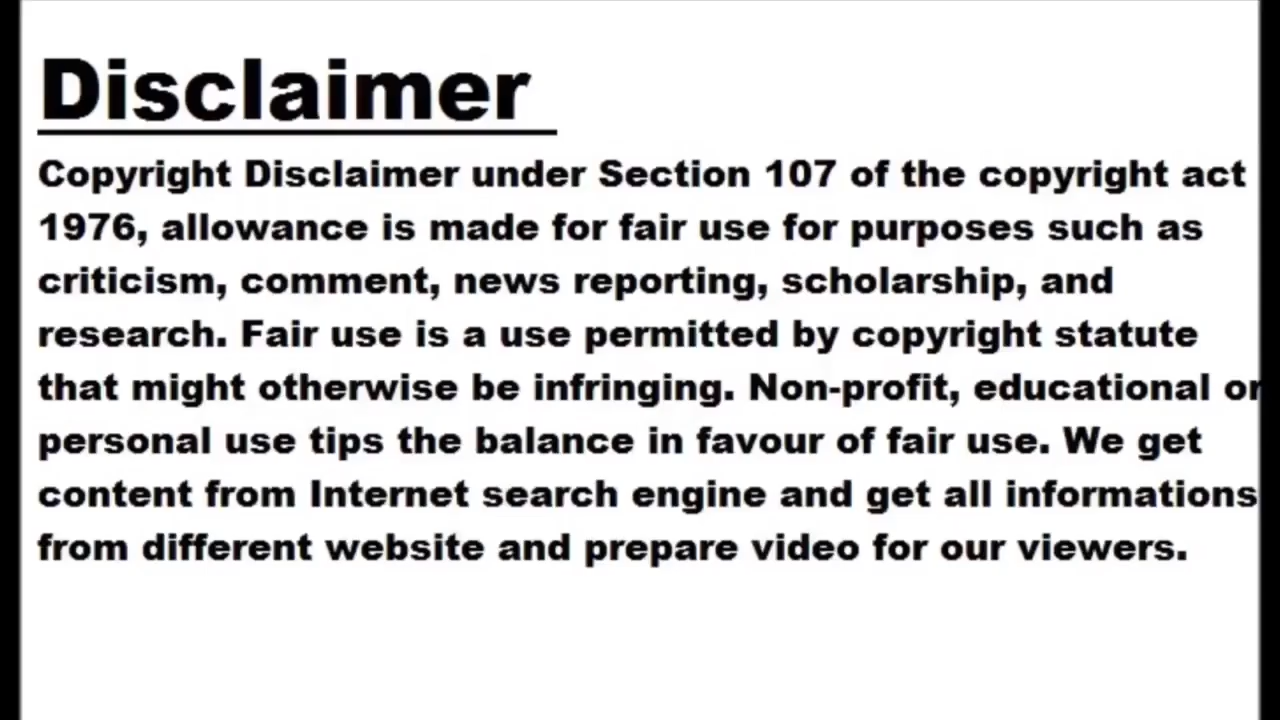 Disclaimer
Copyright Disclaimer under Section 107 of the copyright act
1976, allowance is made for fair use for purposes such as
criticism, comment, news reporting, scholarship, and
research. Fair use is a use permitted by copyright statute
that might otherwise be infringing. Non-profit, educational or
personal use tips the balance in favour of fair use. We get
content from Internet search engine and get all informations
from different website and prepare video for our viewers.